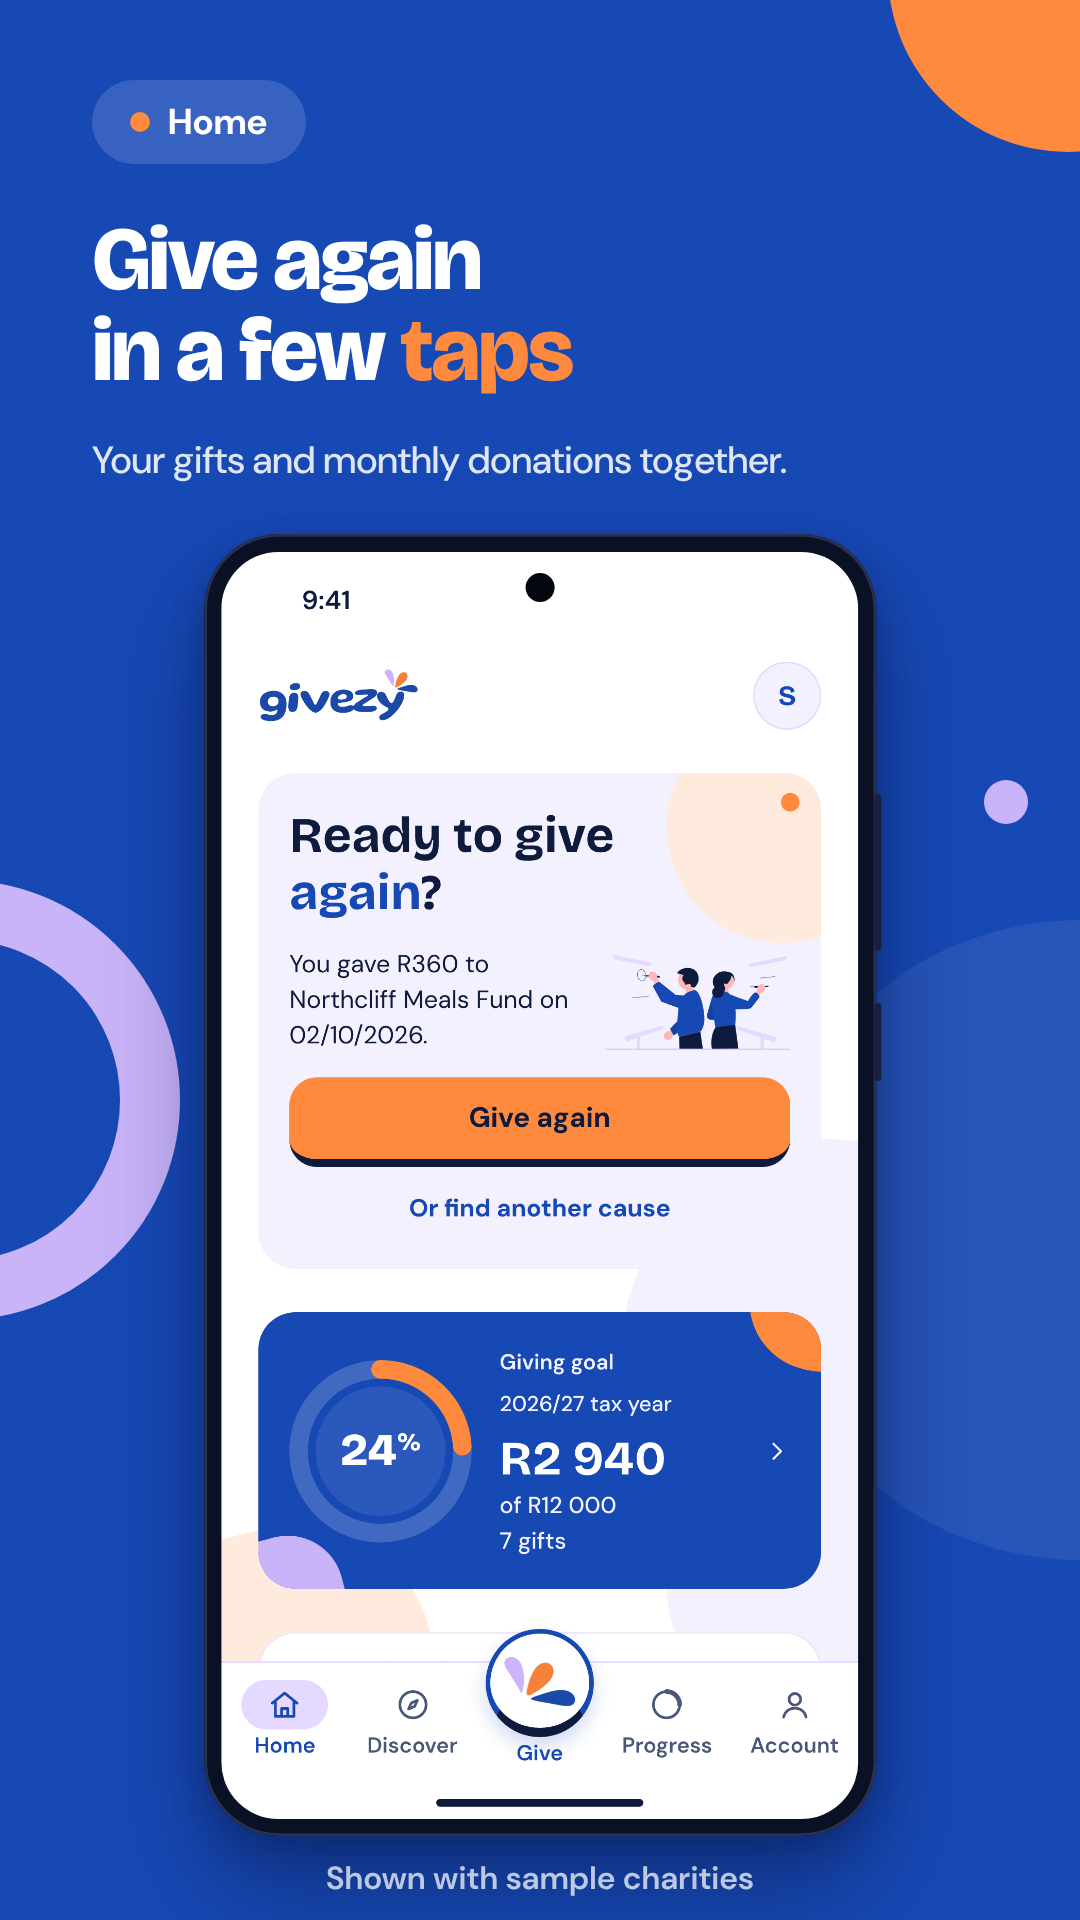 Home
Give again
in a few taps
Your gifts and monthly donations together.
9:41
givezy
S
Ready to give
again?
You gave R360 to
Northcliff Meals Fund on
02/10/2026.
Give again
Or find another cause
24%
Giving goal
2026/27 tax year
R2 940
of R12 000
7 gifts
Home
Discover
Give
Progress
Account
Shown with sample charities